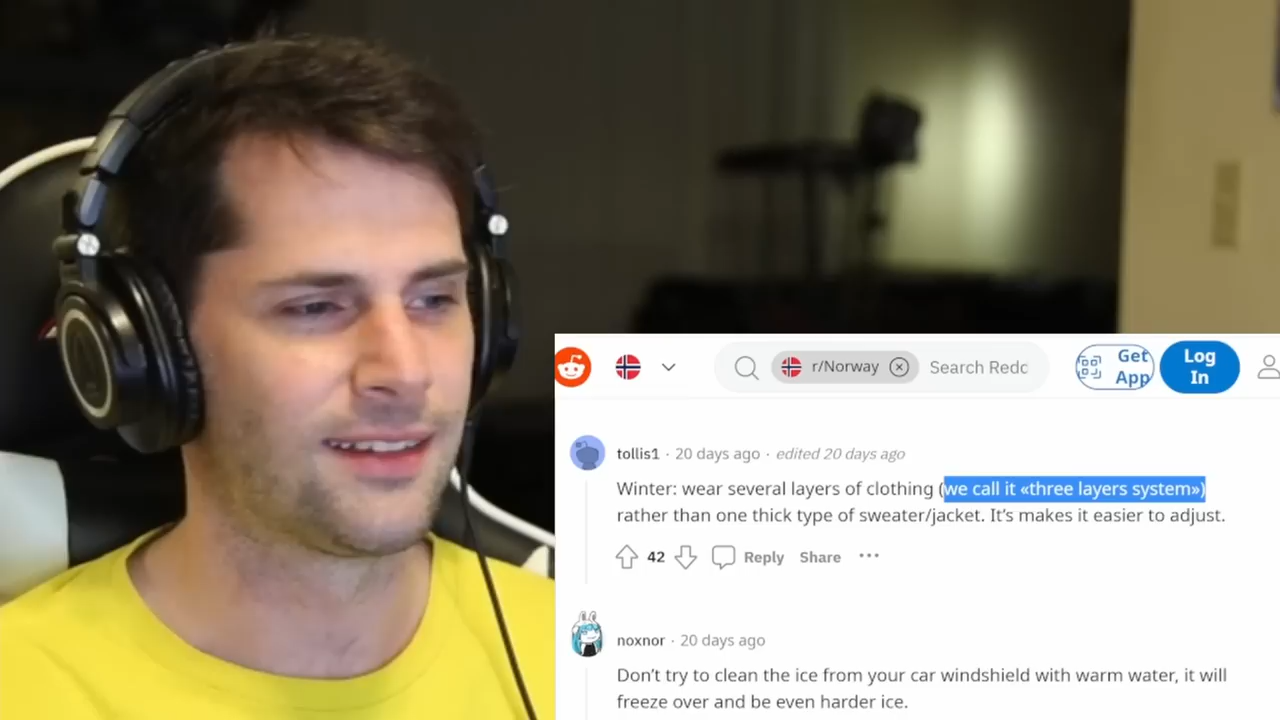 r/Norway
Search Redc
Get App
Log In
tollis1 · 20 days ago · edited 20 days ago
Winter: wear several layers of clothing (we call it «three layers system»)
rather than one thick type of sweater/jacket. It’s makes it easier to adjust.
42
Reply
Share
noxnor · 20 days ago
Don’t try to clean the ice from your car windshield with warm water, it will
freeze over and be even harder ice.